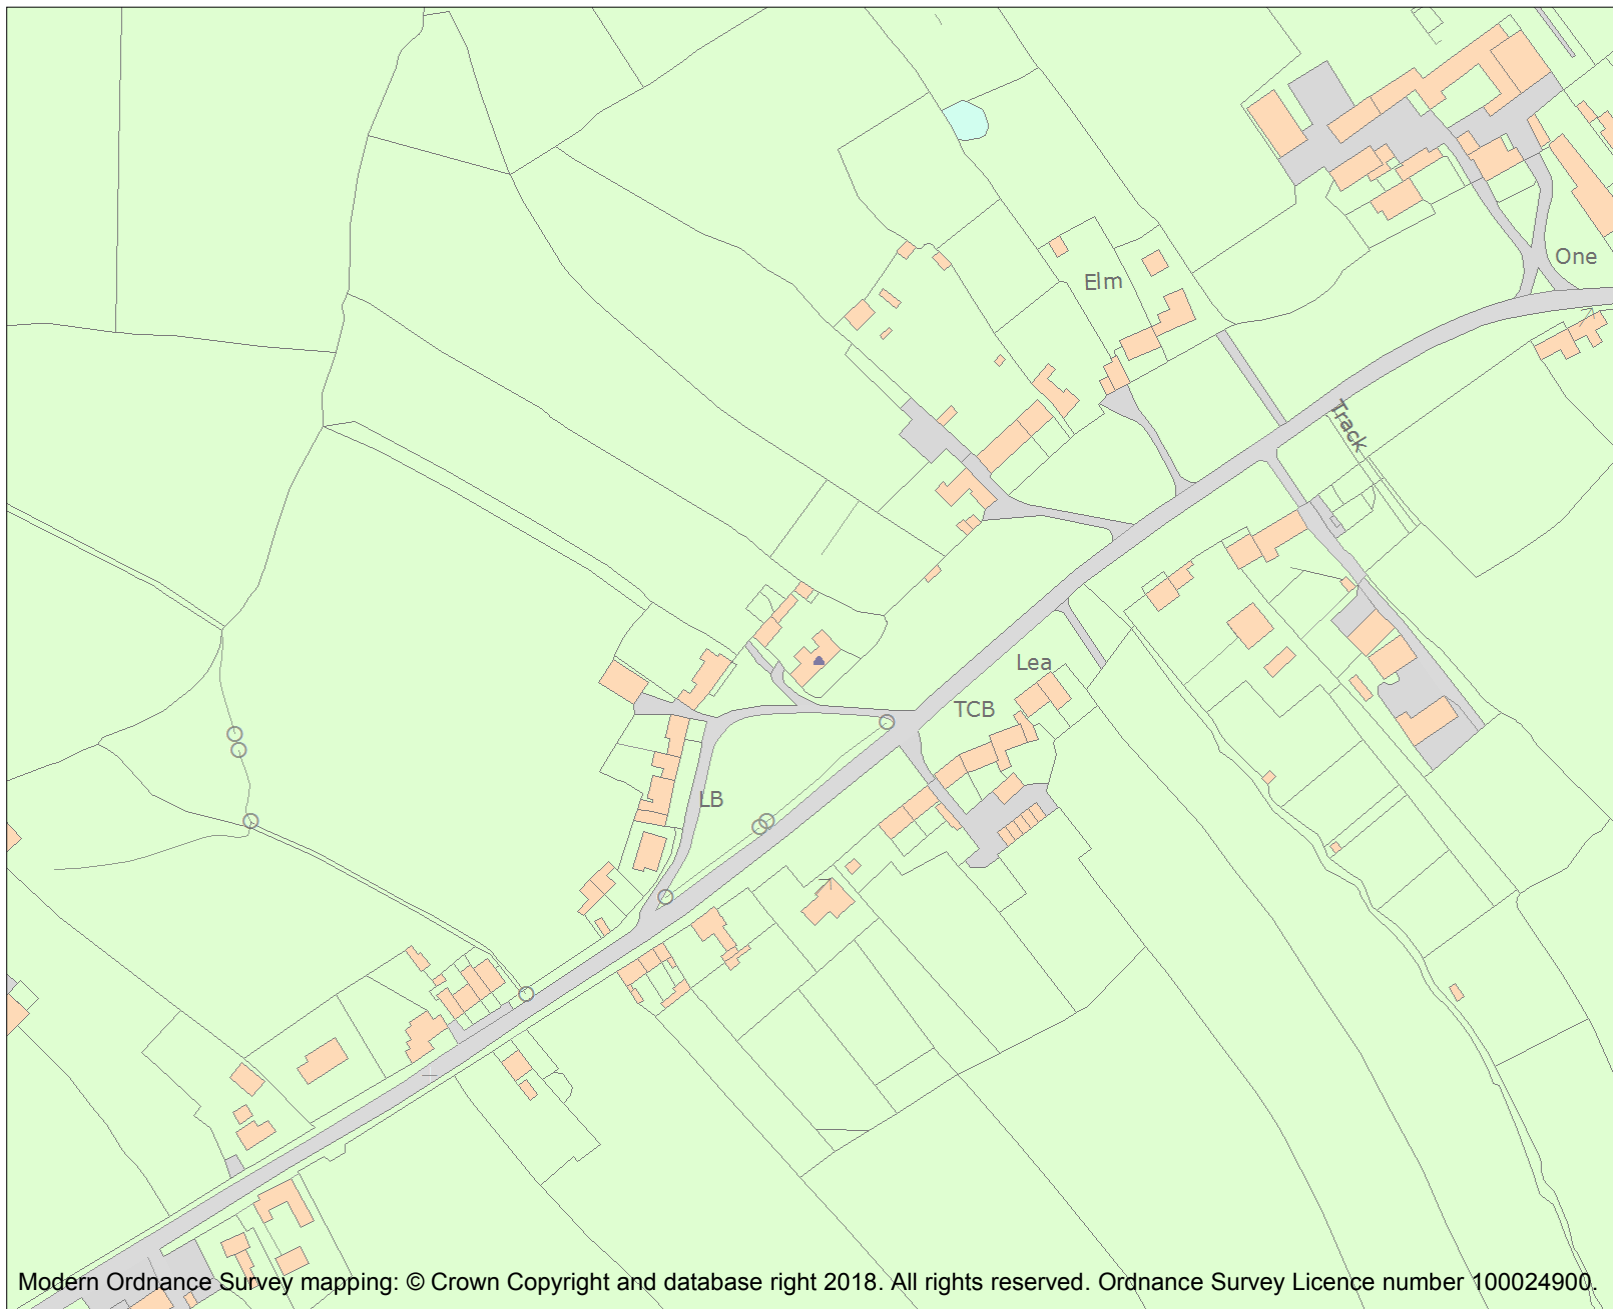 One
Elm
Track
Lea
TCB
LB
Modern Ordnance Survey mapping: © Crown Copyright and database right 2018. All rights reserved. Ordnance Survey Licence number 100024900.